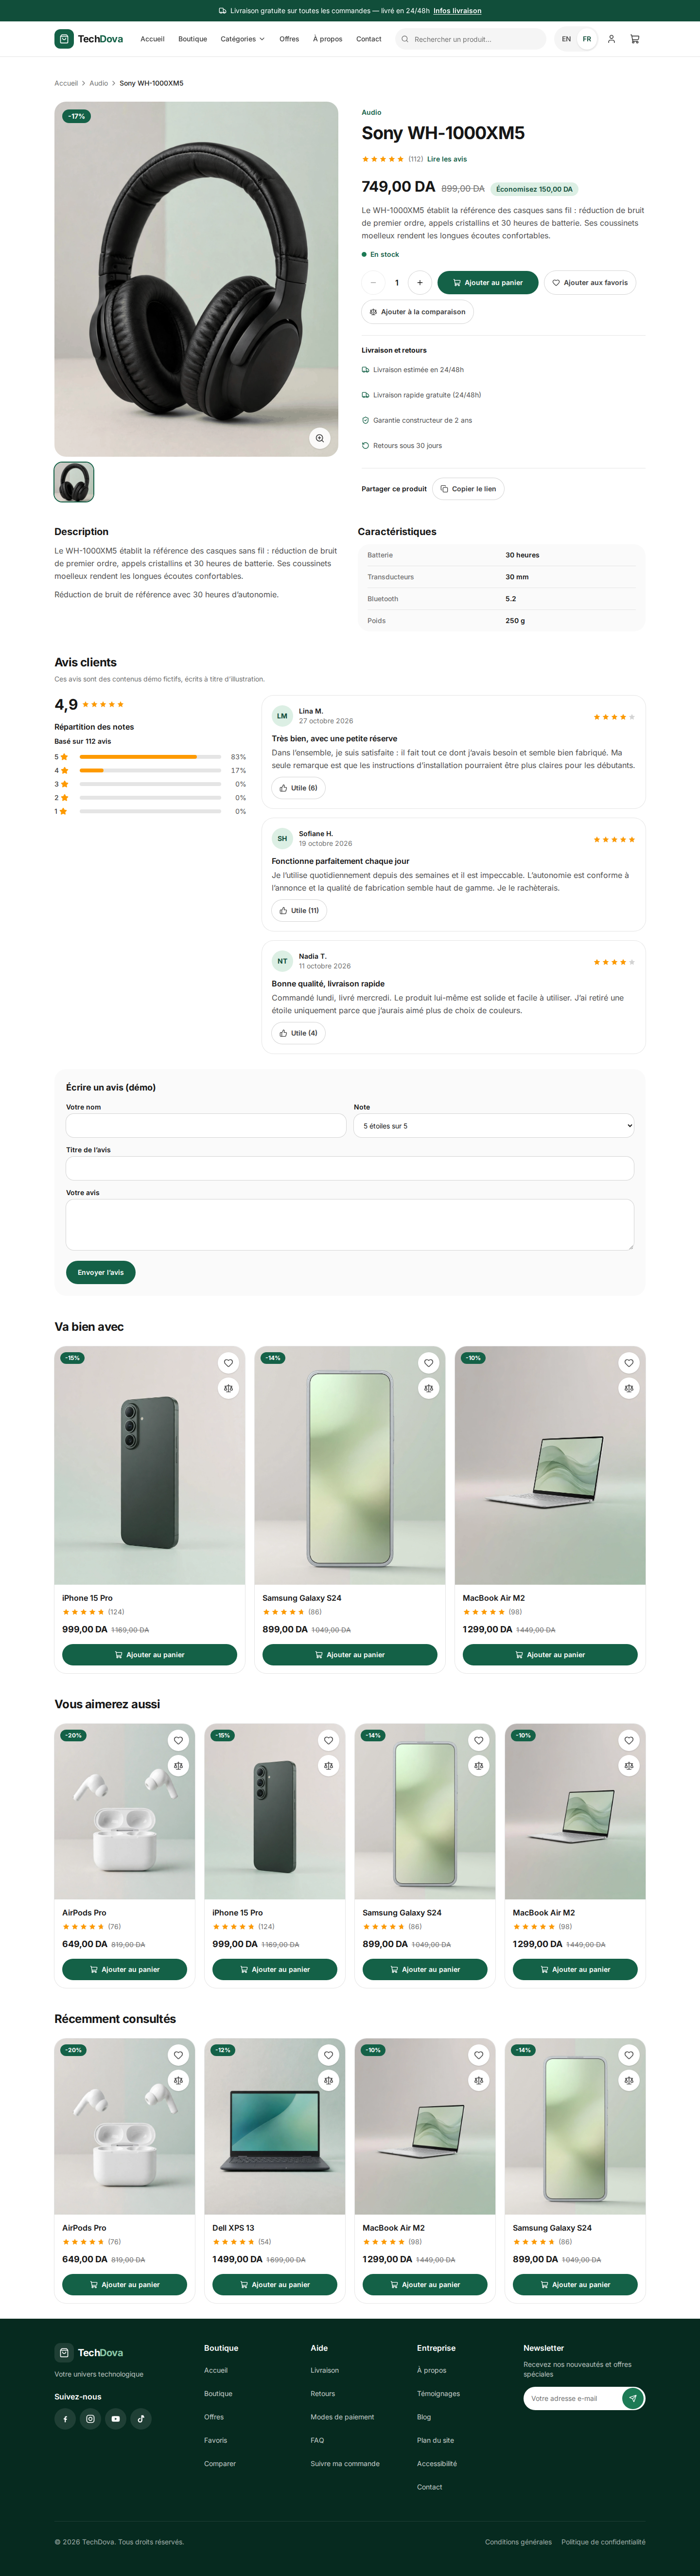 Livraison gratuite sur toutes les commandes — livré en 24/48h Infos livraison
TechDova Accueil Boutique Catégories Offres À propos Contact Rechercher un produit... EN FR
Accueil > Audio > Sony WH-1000XM5
-17%
Audio
Sony WH-1000XM5
(112) Lire les avis
749,00 DA 899,00 DA Économisez 150,00 DA
Le WH-1000XM5 établit la référence des casques sans fil : réduction de bruit
de premier ordre, appels cristallins et 30 heures de batterie. Ses coussinets
moelleux rendent les longues écoutes confortables.
En stock
− 1 + Ajouter au panier Ajouter aux favoris
Ajouter à la comparaison
Livraison et retours
Livraison estimée en 24/48h
Livraison rapide gratuite (24/48h)
Garantie constructeur de 2 ans
Retours sous 30 jours
Partager ce produit Copier le lien
Description
Le WH-1000XM5 établit la référence des casques sans fil : réduction de bruit
de premier ordre, appels cristallins et 30 heures de batterie. Ses coussinets
moelleux rendent les longues écoutes confortables.
Réduction de bruit de référence avec 30 heures d’autonomie.
Caractéristiques
Batterie 30 heures
Transducteurs 30 mm
Bluetooth 5.2
Poids 250 g
Avis clients
Ces avis sont des contenus démo fictifs, écrits à titre d’illustration.
4,9
Répartition des notes
Basé sur 112 avis
5 83%
4 17%
3 0%
2 0%
1 0%
LM Lina M.
27 octobre 2026
Très bien, avec une petite réserve
Dans l’ensemble, je suis satisfaite : il fait tout ce dont j’avais besoin et semble bien fabriqué. Ma
seule remarque est que les instructions d’installation pourraient être plus claires pour les débutants.
Utile (6)
SH Sofiane H.
19 octobre 2026
Fonctionne parfaitement chaque jour
Je l’utilise quotidiennement depuis des semaines et il est impeccable. L’autonomie est conforme à
l’annonce et la qualité de fabrication semble haut de gamme. Je le rachèterais.
Utile (11)
NT Nadia T.
11 octobre 2026
Bonne qualité, livraison rapide
Commandé lundi, livré mercredi. Le produit lui-même est solide et facile à utiliser. J’ai retiré une
étoile uniquement parce que j’aurais aimé plus de choix de couleurs.
Utile (4)
Écrire un avis (démo)
Votre nom Note
5 étoiles sur 5
Titre de l’avis
Votre avis
Envoyer l’avis
Va bien avec
-15% -14% -10%
iPhone 15 Pro Samsung Galaxy S24 MacBook Air M2
(124) (86) (98)
999,00 DA 1 169,00 DA 899,00 DA 1 049,00 DA 1 299,00 DA 1 449,00 DA
Ajouter au panier Ajouter au panier Ajouter au panier
Vous aimerez aussi
-20% -15% -14% -10%
AirPods Pro iPhone 15 Pro Samsung Galaxy S24 MacBook Air M2
(76) (124) (86) (98)
649,00 DA 819,00 DA 999,00 DA 1 169,00 DA 899,00 DA 1 049,00 DA 1 299,00 DA 1 449,00 DA
Ajouter au panier Ajouter au panier Ajouter au panier Ajouter au panier
Récemment consultés
-20% -12% -10% -14%
AirPods Pro Dell XPS 13 MacBook Air M2 Samsung Galaxy S24
(76) (54) (98) (86)
649,00 DA 819,00 DA 1 499,00 DA 1 699,00 DA 1 299,00 DA 1 449,00 DA 899,00 DA 1 049,00 DA
Ajouter au panier Ajouter au panier Ajouter au panier Ajouter au panier
TechDova
Votre univers technologique
Suivez-nous
Boutique
Accueil
Boutique
Offres
Favoris
Comparer
Aide
Livraison
Retours
Modes de paiement
FAQ
Suivre ma commande
Entreprise
À propos
Témoignages
Blog
Plan du site
Accessibilité
Contact
Newsletter
Recevez nos nouveautés et offres
spéciales
Votre adresse e-mail
© 2026 TechDova. Tous droits réservés. Conditions générales Politique de confidentialité